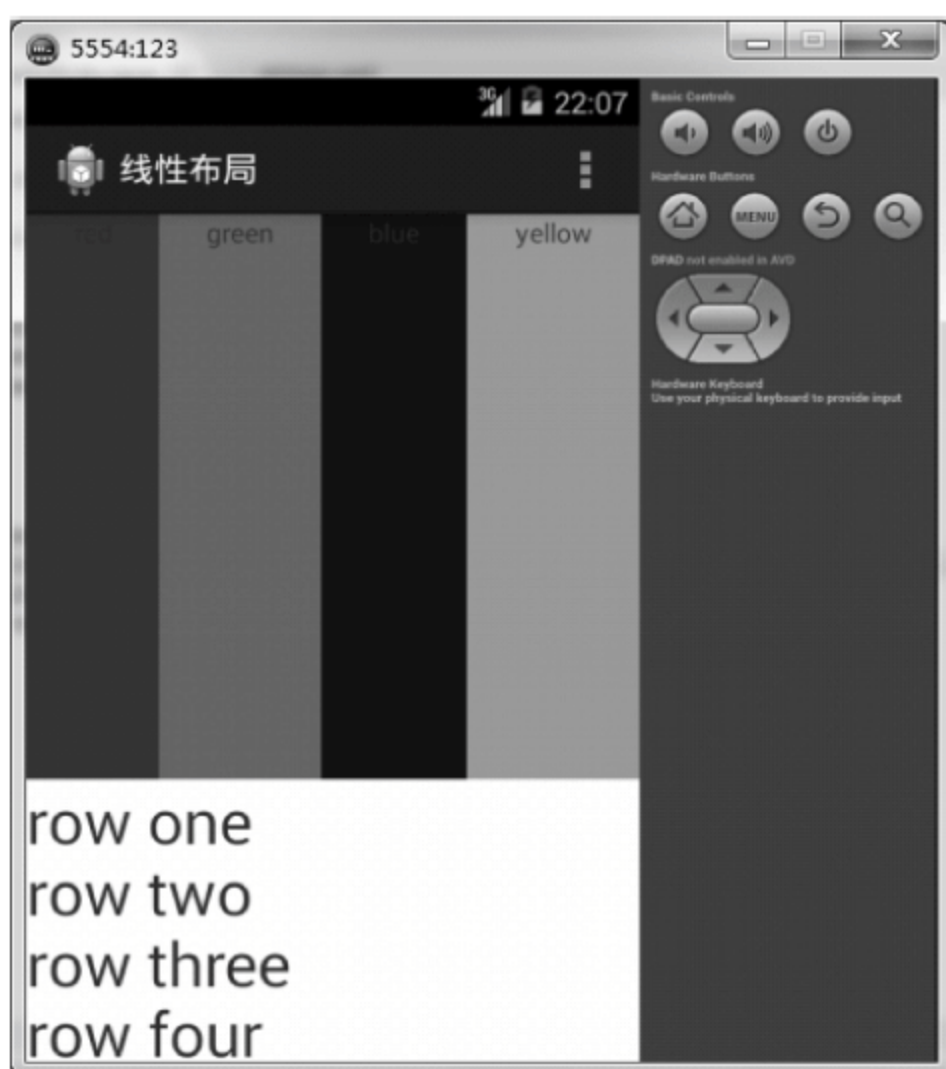 5554:123
3G 22:07
线性布局
red green blue yellow
row one
row two
row three
row four
Basic Controls
Hardware Buttons
MENU
DPAD not enabled in AVD
Hardware Keyboard
Use your physical keyboard to provide input